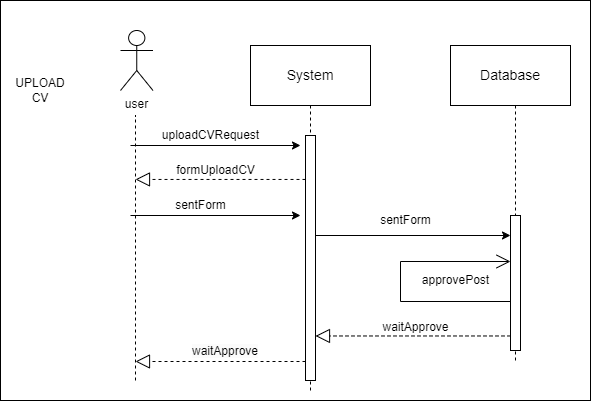 System
Database
UPLOAD
CV
user
uploadCVRequest
formUploadCV
sentForm
sentForm
approvePost
waitApprove
waitApprove